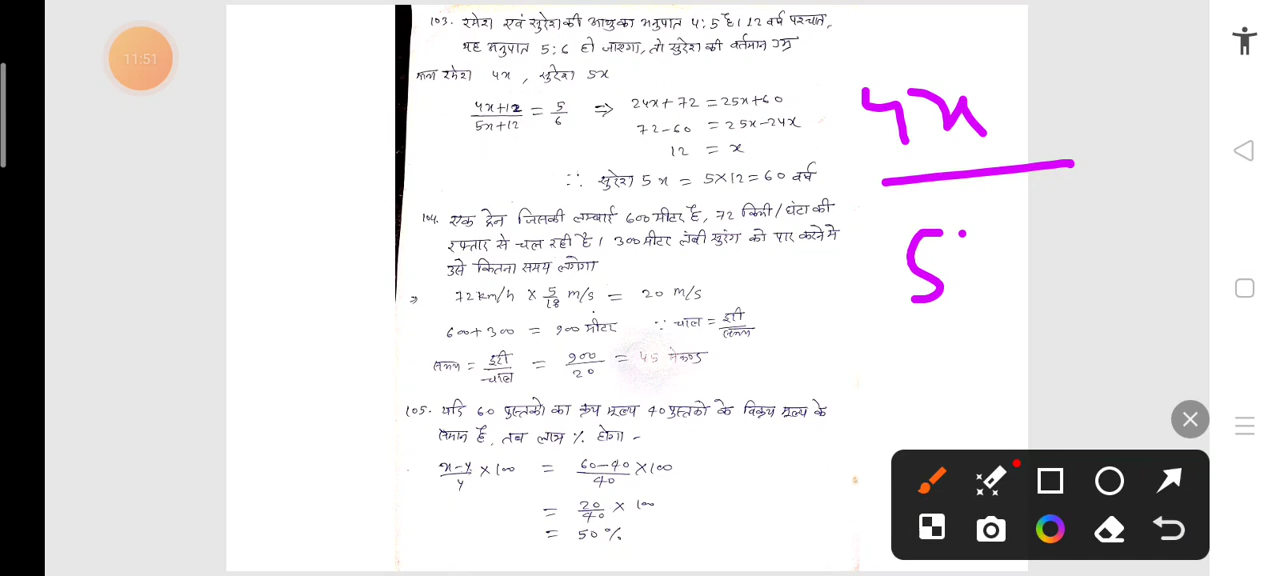 11:51
103. रमेश एवं सुरेश की आयु का अनुपात 4:5 है। 12 वर्ष पश्चात,
यह अनुपात 5:6 हो जाएगा, तो सुरेश की वर्तमान उम्र
माना रमेश 4x, सुरेश 5x
4x+12/5x+12 = 5/6 ⇒ 24x+72 = 25x+60
72-60 = 25x-24x
12 = x
∴ सुरेश 5x = 5×12 = 60 वर्ष
104. एक ट्रेन जिसकी लम्बाई 600 मीटर है, 72 किमी/घंटा की
रफ्तार से चल रही है। 300 मीटर लंबी सुरंग को पार करने मे
उसे कितना समय लगेगा
⇒ 72km/h × 5/18 m/s = 20 m/s
600+300 = 900 मीटर ∵ चाल = दूरी/समय
समय = दूरी/चाल = 900/20 = 45 सेकण्ड
105. यदि 60 पुस्तको का क्रय मूल्य 40 पुस्तको के विक्रय मूल्य के
समान है, तब लाभ % होगा -
x-y/y × 100 = 60-40/40 × 100
= 20/40 × 100
= 50%
4x
5